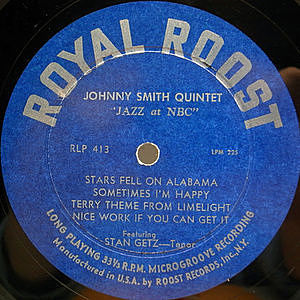 ROYAL ROOST
JOHNNY SMITH QUINTET
"JAZZ at NBC"
RLP 413
LPM 225
STARS FELL ON ALABAMA
SOMETIMES I'M HAPPY
TERRY THEME FROM LIMELIGHT
NICE WORK IF YOU CAN GET IT
Featuring
STAN GETZ—Tenor
LONG PLAYING 33⅓ R.P.M. MICROGROOVE RECORDING
Manufactured in U.S.A. by ROOST RECORDS, Inc. N.Y.